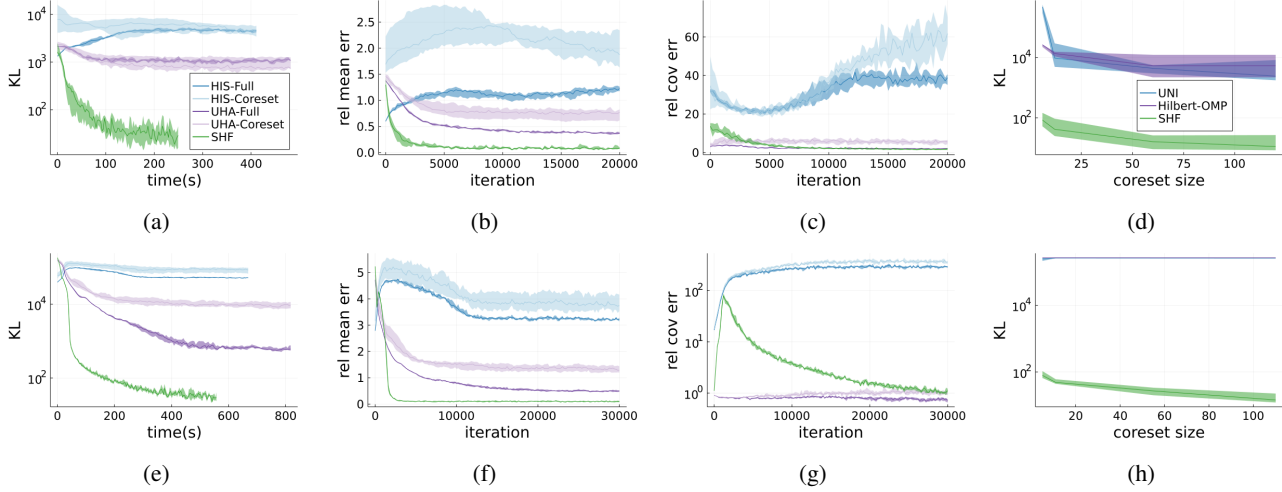 KL
10⁴
10³
10²
0
100
200
300
400
time(s)
HIS-Full
HIS-Coreset
UHA-Full
UHA-Coreset
SHF
(a)
rel mean err
2.5
2.0
1.5
1.0
0.5
0.0
0
5000
10000
15000
20000
iteration
(b)
rel cov err
60
40
20
0
0
5000
10000
15000
20000
iteration
(c)
KL
10⁴
10²
25
50
75
100
coreset size
UNI
Hilbert-OMP
SHF
(d)
KL
10⁴
10²
0
200
400
600
800
time(s)
(e)
rel mean err
5
4
3
2
1
0
0
10000
20000
30000
iteration
(f)
rel cov err
10²
10¹
10⁰
0
10000
20000
30000
iteration
(g)
KL
10⁴
10²
20
40
60
80
100
coreset size
(h)